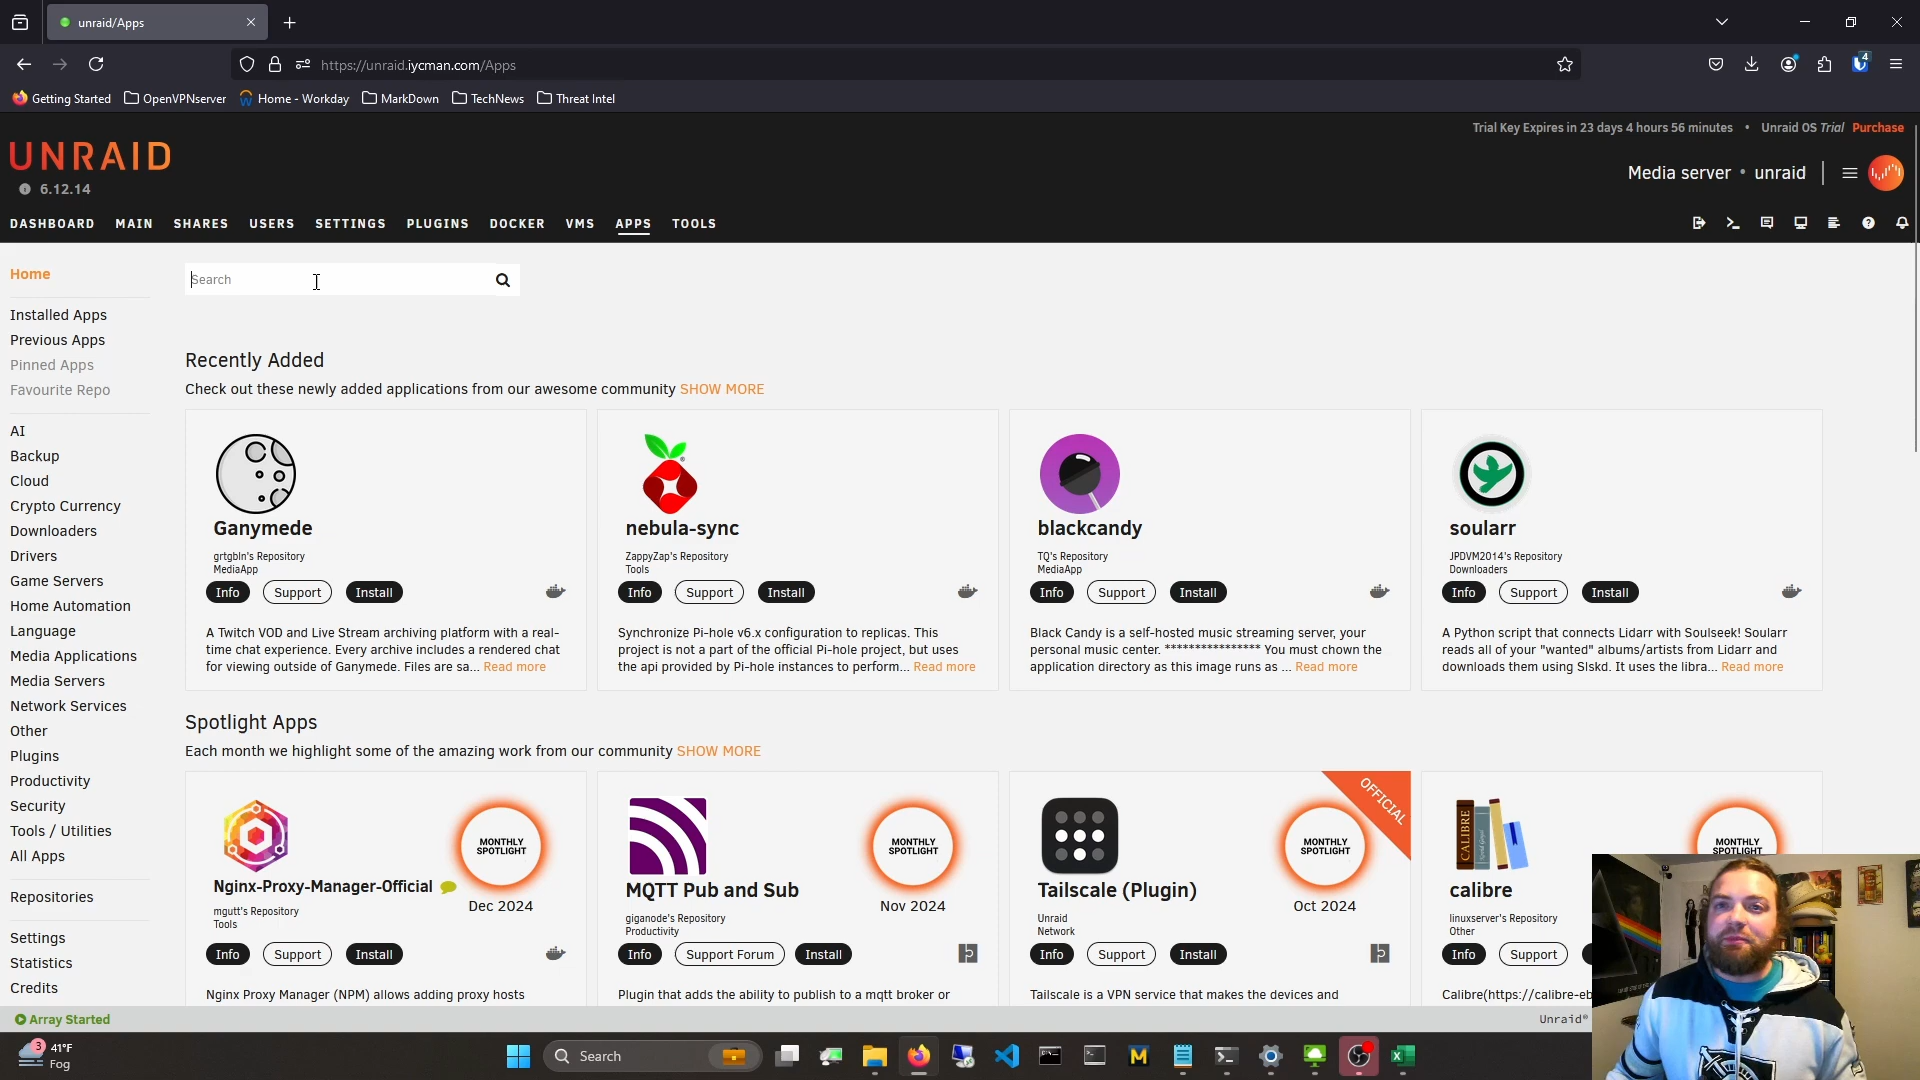 unraid/Apps
https://unraid.iycman.com/Apps
4
Getting Started
OpenVPNserver
Home - Workday
MarkDown
TechNews
Threat Intel
Trial Key Expires in 23 days 4 hours 56 minutes • Unraid OS Trial Purchase
UNRAID
6.12.14
Media server • unraid
DASHBOARD MAIN SHARES USERS SETTINGS PLUGINS DOCKER VMS APPS TOOLS
Home
Installed Apps
Previous Apps
Pinned Apps
Favourite Repo
AI
Backup
Cloud
Crypto Currency
Downloaders
Drivers
Game Servers
Home Automation
Language
Media Applications
Media Servers
Network Services
Other
Plugins
Productivity
Security
Tools / Utilities
All Apps
Repositories
Settings
Statistics
Credits
Search
Recently Added
Check out these newly added applications from our awesome community SHOW MORE
Ganymede
grtgbln's Repository
MediaApp
Info Support Install
A Twitch VOD and Live Stream archiving platform with a real-
time chat experience. Every archive includes a rendered chat
for viewing outside of Ganymede. Files are sa... Read more
nebula-sync
ZappyZap's Repository
Tools
Info Support Install
Synchronize Pi-hole v6.x configuration to replicas. This
project is not a part of the official Pi-hole project, but uses
the api provided by Pi-hole instances to perform... Read more
blackcandy
TQ's Repository
MediaApp
Info Support Install
Black Candy is a self-hosted music streaming server, your
personal music center. **************** You must chown the
application directory as this image runs as ... Read more
soularr
JPDVM2014's Repository
Downloaders
Info Support Install
A Python script that connects Lidarr with Soulseek! Soularr
reads all of your "wanted" albums/artists from Lidarr and
downloads them using Slskd. It uses the libra... Read more
Spotlight Apps
Each month we highlight some of the amazing work from our community SHOW MORE
MONTHLY
SPOTLIGHT
Nginx-Proxy-Manager-Official
Dec 2024
mgutt's Repository
Tools
Info Support Install
Nginx Proxy Manager (NPM) allows adding proxy hosts
MONTHLY
SPOTLIGHT
MQTT Pub and Sub
Nov 2024
giganode's Repository
Productivity
Info Support Forum Install
Plugin that adds the ability to publish to a mqtt broker or
OFFICIAL
MONTHLY
SPOTLIGHT
Tailscale (Plugin)
Oct 2024
Unraid
Network
Info Support Install
Tailscale is a VPN service that makes the devices and
CALIBRE
MONTHLY
SPOTLIGHT
calibre
linuxserver's Repository
Other
Info Support
Calibre(https://calibre-eb
Array Started
Unraid®
3
41°F
Fog
Search